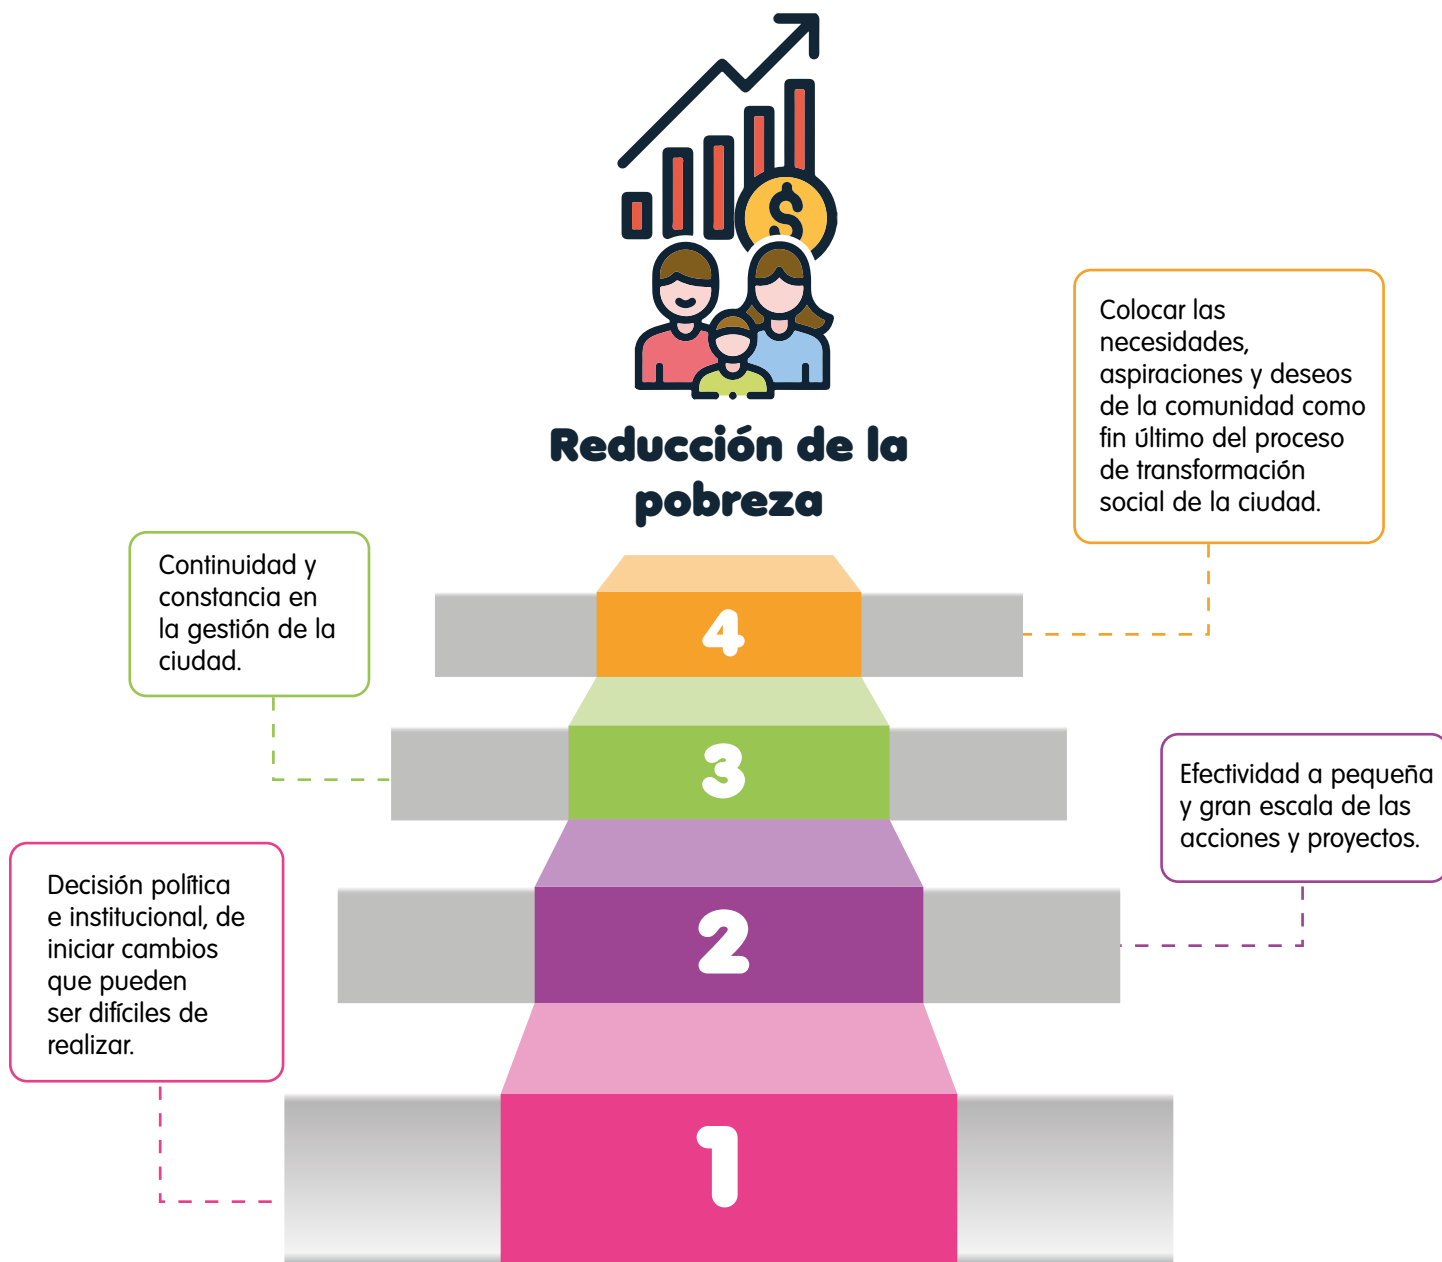 $
Reducción de la
pobreza
Colocar las
necesidades,
aspiraciones y deseos
de la comunidad como
fin último del proceso
de transformación
social de la ciudad.
4
Continuidad y
constancia en
la gestión de la
ciudad.
3
Efectividad a pequeña
y gran escala de las
acciones y proyectos.
2
Decisión política
e institucional, de
iniciar cambios
que pueden
ser difíciles de
realizar.
1